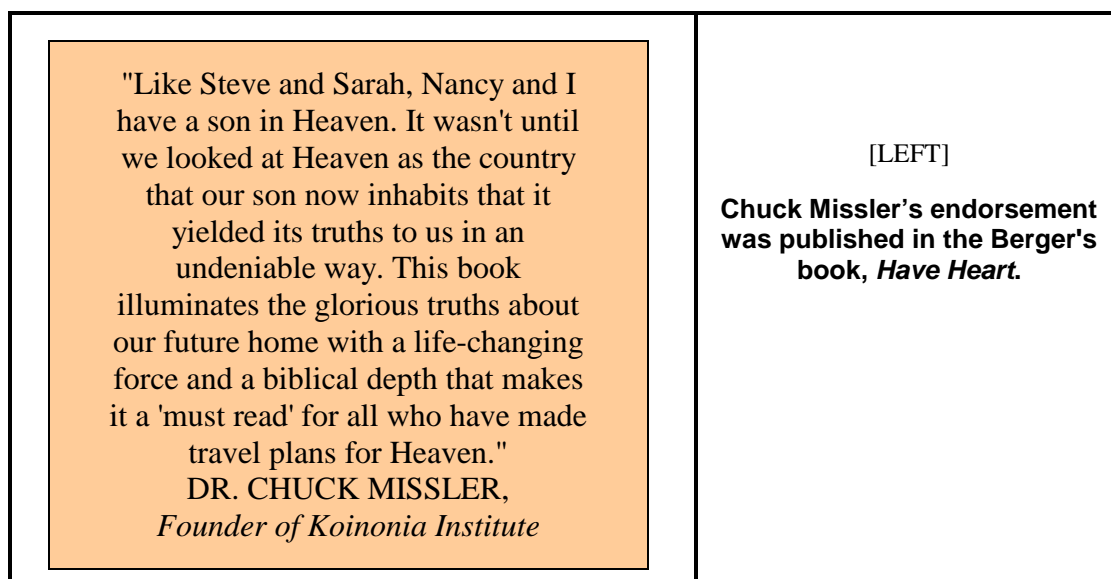 "Like Steve and Sarah, Nancy and I
have a son in Heaven. It wasn't until
we looked at Heaven as the country
that our son now inhabits that it
yielded its truths to us in an
undeniable way. This book
illuminates the glorious truths about
our future home with a life-changing
force and a biblical depth that makes
it a 'must read' for all who have made
travel plans for Heaven."
DR. CHUCK MISSLER,
Founder of Koinonia Institute
[LEFT]
Chuck Missler’s endorsement
was published in the Berger's
book, Have Heart.